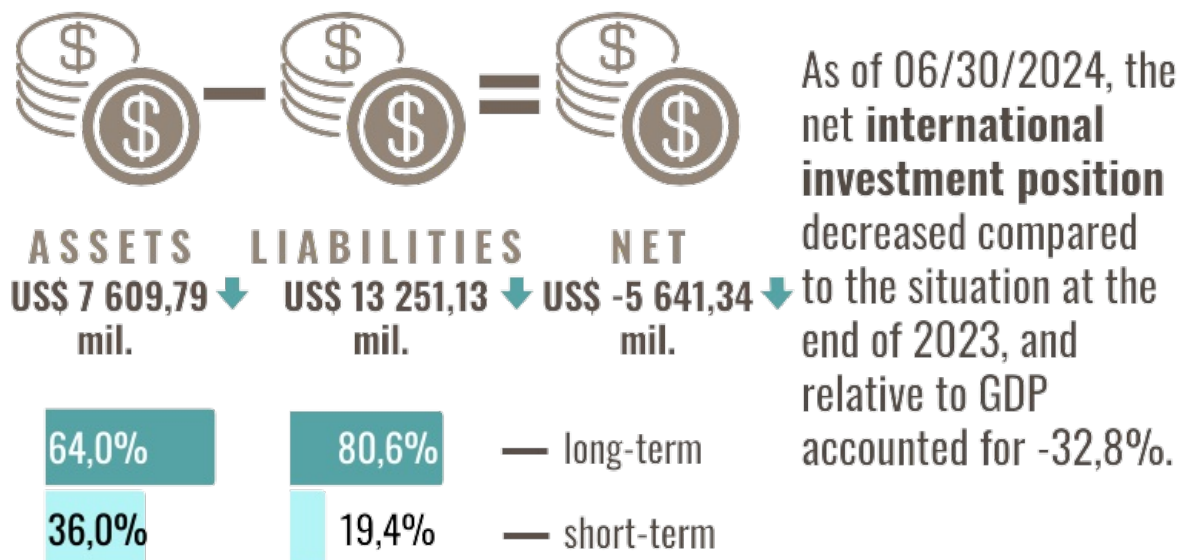 $ $ $
$ $ $
ASSETS LIABILITIES NET
US$ 7 609,79 US$ 13 251,13 US$ -5 641,34
mil. mil. mil.
64,0% 80,6% long-term
36,0% 19,4% short-term
As of 06/30/2024, the
net international
investment position
decreased compared
to the situation at the
end of 2023, and
relative to GDP
accounted for -32,8%.